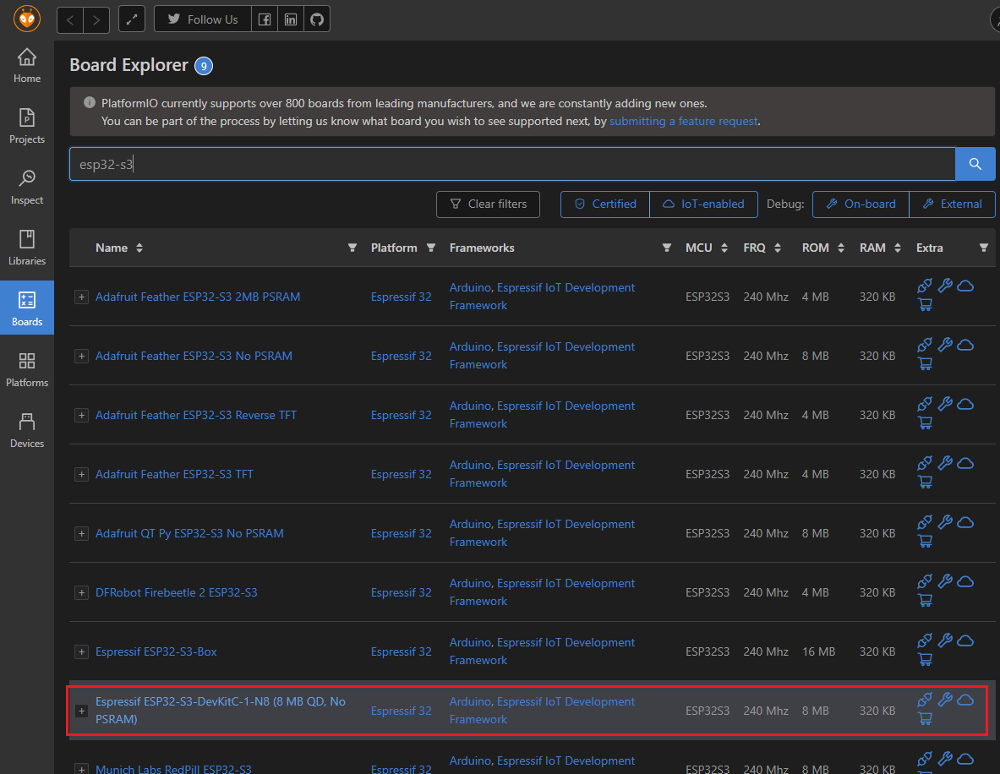 Follow Us
Home
Projects
Inspect
Libraries
Boards
Platforms
Devices
Board Explorer 9
PlatformIO currently supports over 800 boards from leading manufacturers, and we are constantly adding new ones.
You can be part of the process by letting us know what board you wish to see supported next, by submitting a feature request.
esp32-s3
Clear filters Certified IoT-enabled Debug: On-board External
Name Platform Frameworks MCU FRQ ROM RAM Extra
Adafruit Feather ESP32-S3 2MB PSRAM Espressif 32 Arduino, Espressif IoT Development ESP32S3 240 Mhz 4 MB 320 KB
Framework
Adafruit Feather ESP32-S3 No PSRAM Espressif 32 Arduino, Espressif IoT Development ESP32S3 240 Mhz 8 MB 320 KB
Framework
Adafruit Feather ESP32-S3 Reverse TFT Espressif 32 Arduino, Espressif IoT Development ESP32S3 240 Mhz 4 MB 320 KB
Framework
Adafruit Feather ESP32-S3 TFT Espressif 32 Arduino, Espressif IoT Development ESP32S3 240 Mhz 4 MB 320 KB
Framework
Adafruit QT Py ESP32-S3 No PSRAM Espressif 32 Arduino, Espressif IoT Development ESP32S3 240 Mhz 8 MB 320 KB
Framework
DFRobot Firebeetle 2 ESP32-S3 Espressif 32 Arduino, Espressif IoT Development ESP32S3 240 Mhz 4 MB 320 KB
Framework
Espressif ESP32-S3-Box Espressif 32 Arduino, Espressif IoT Development ESP32S3 240 Mhz 16 MB 320 KB
Framework
Espressif ESP32-S3-DevKitC-1-N8 (8 MB QD, No Espressif 32 Arduino, Espressif IoT Development ESP32S3 240 Mhz 8 MB 320 KB
PSRAM) Framework
Munich Labs RedPill ESP32-S3 Espressif 32 Arduino, Espressif IoT Development ESP32S3 240 Mhz 8 MB 320 KB